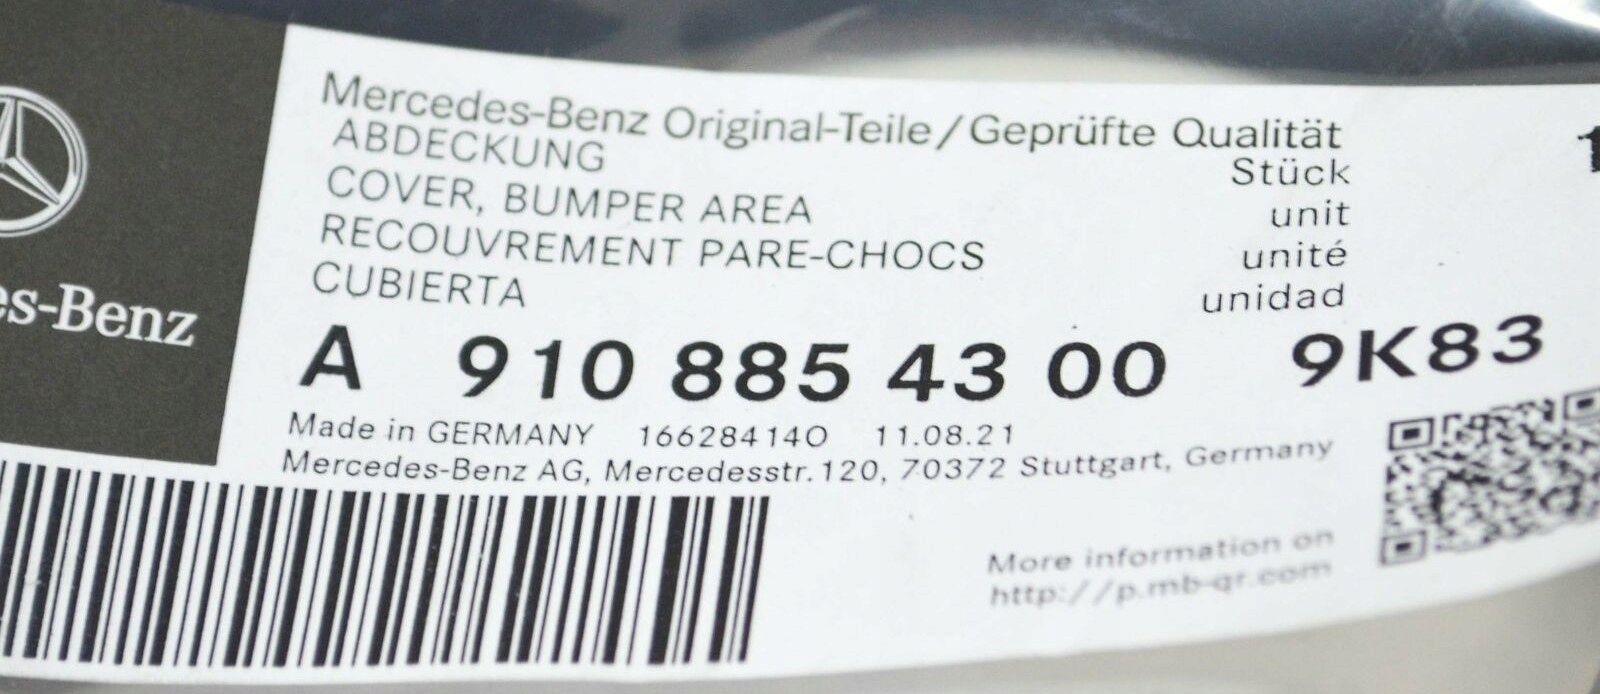 es-Benz
Mercedes-Benz Original-Teile/Geprüfte Qualität
ABDECKUNG
COVER, BUMPER AREA
RECOUVREMENT PARE-CHOCS
CUBIERTA
Stück
unit
unité
unidad
1
A 910 885 43 00 9K83
Made in GERMANY 166284140 11.08.21
Mercedes-Benz AG, Mercedesstr. 120, 70372 Stuttgart, Germany
More information on
http://p.mb-qr.com